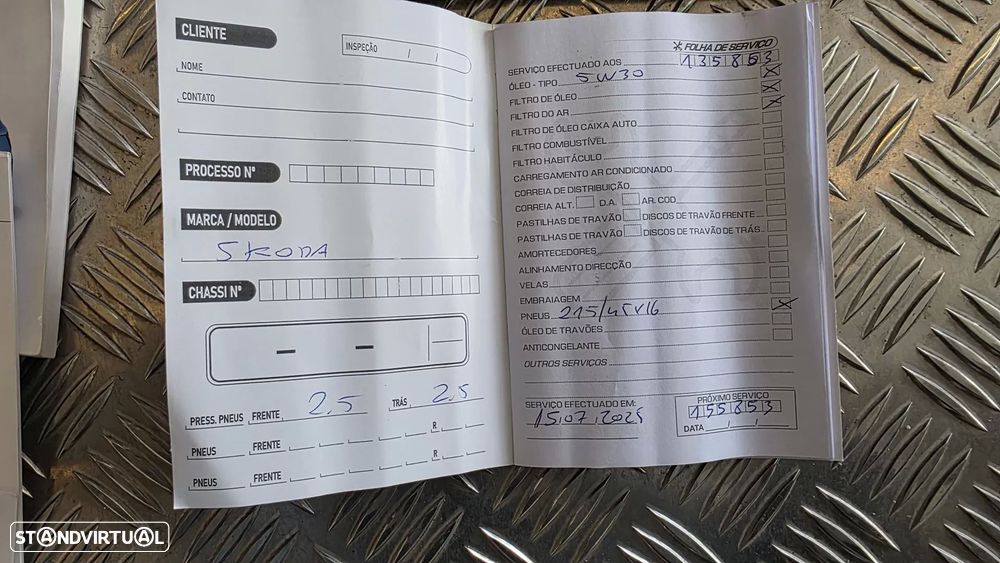 CLIENTE
INSPEÇÃO / /
NOME
CONTATO
PROCESSO Nº
MARCA / MODELO
SKODA
CHASSI Nº
PRESS. PNEUS FRENTE 2,5 TRÁS 2,5
PNEUS FRENTE R
PNEUS FRENTE R
FOLHA DE SERVIÇO
SERVIÇO EFECTUADO AOS 135853
ÓLEO - TIPO 5W30
FILTRO DE ÓLEO
FILTRO DO AR
FILTRO DE ÓLEO CAIXA AUTO
FILTRO COMBUSTÍVEL
FILTRO HABITÁCULO
CARREGAMENTO AR CONDICIONADO
CORREIA DE DISTRIBUIÇÃO
CORREIA ALT. D.A. AR. COD
PASTILHAS DE TRAVÃO DISCOS DE TRAVÃO FRENTE
PASTILHAS DE TRAVÃO DISCOS DE TRAVÃO DE TRÁS
AMORTECEDORES
ALINHAMENTO DIRECÇÃO
VELAS
EMBRAIAGEM
PNEUS 215/45V16
ÓLEO DE TRAVÕES
ANTICONGELANTE
OUTROS SERVIÇOS
SERVIÇO EFECTUADO EM:
15.07.2025
PRÓXIMO SERVIÇO
155853
DATA / /
STANDVIRTUAL